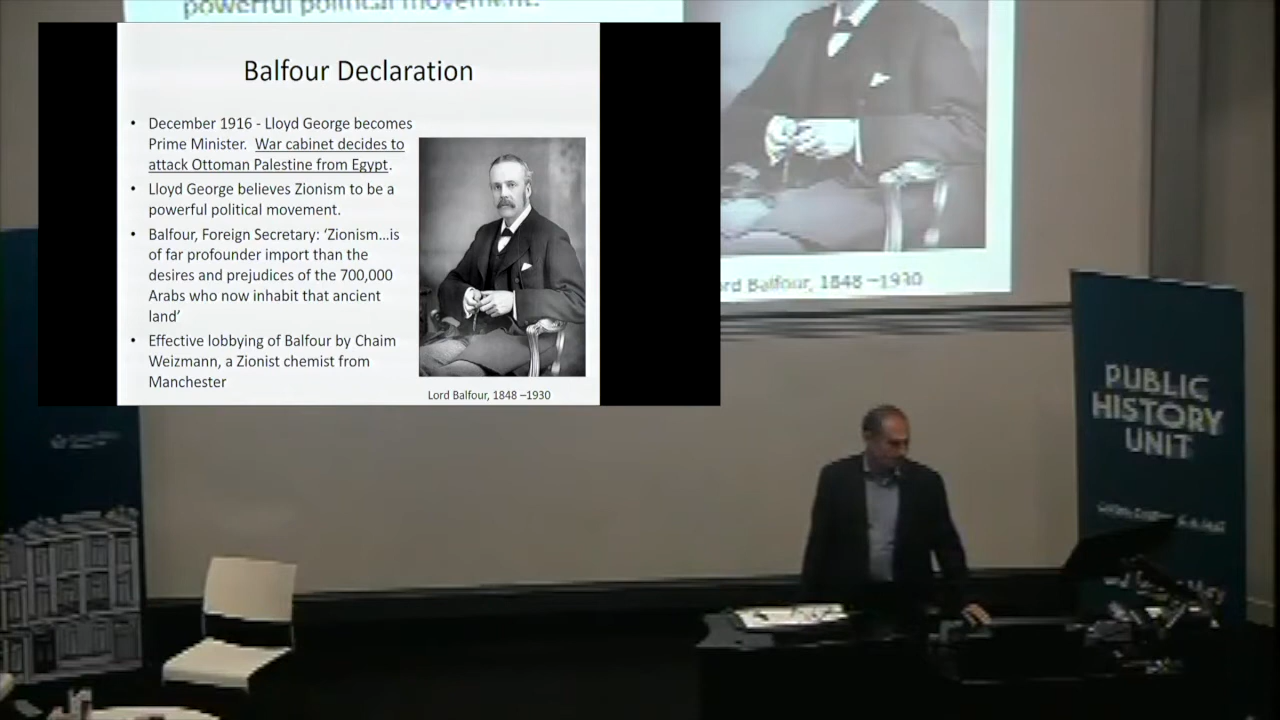 powerful political movement.
Balfour Declaration
• December 1916 - Lloyd George becomes
Prime Minister. War cabinet decides to
attack Ottoman Palestine from Egypt.
• Lloyd George believes Zionism to be a
powerful political movement.
• Balfour, Foreign Secretary: ‘Zionism...is
of far profounder import than the
desires and prejudices of the 700,000
Arabs who now inhabit that ancient
land’
• Effective lobbying of Balfour by Chaim
Weizmann, a Zionist chemist from
Manchester
Lord Balfour, 1848 –1930
Balfour, 1848 –1930
PUBLIC
HISTORY
UNIT